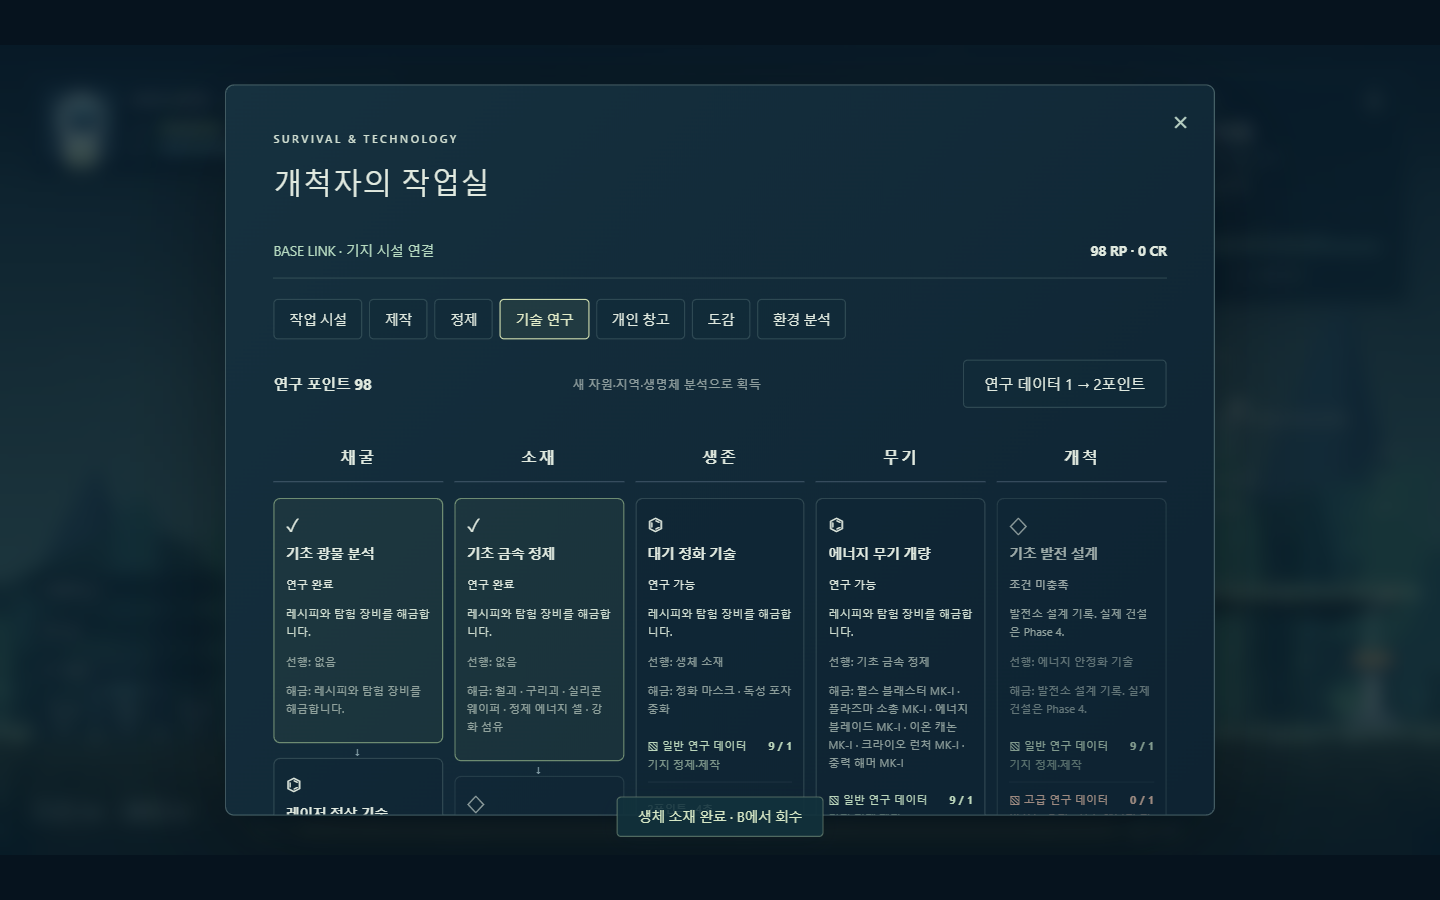 SURVIVAL & TECHNOLOGY
개척자의 작업실
×
BASE LINK · 기지 시설 연결
98 RP · 0 CR
작업 시설
제작
정제
기술 연구
개인 창고
도감
환경 분석
연구 포인트 98
새 자원·지역·생명체 분석으로 획득
연구 데이터 1 → 2포인트
채굴
✓
기초 광물 분석
연구 완료
레시피와 탐험 장비를 해금합
니다.
선행: 없음
해금: 레시피와 탐험 장비를
해금합니다.
↓
소재
✓
기초 금속 정제
연구 완료
레시피와 탐험 장비를 해금합
니다.
선행: 없음
해금: 철괴 · 구리괴 · 실리콘
웨이퍼 · 정제 에너지 셀 · 강
화 섬유
↓
생존
대기 정화 기술
연구 가능
레시피와 탐험 장비를 해금합
니다.
선행: 생체 소재
해금: 정화 마스크 · 독성 포자
중화
일반 연구 데이터 9 / 1
기지 정제·제작
무기
에너지 무기 개량
연구 가능
레시피와 탐험 장비를 해금합
니다.
선행: 기초 금속 정제
해금: 펄스 블래스터 MK-I ·
플라즈마 소총 MK-I · 에너지
블레이드 MK-I · 이온 캐논
MK-I · 크라이오 런처 MK-I ·
중력 해머 MK-I
일반 연구 데이터 9 / 1
개척
기초 발전 설계
조건 미충족
발전소 설계 기록. 실제 건설
은 Phase 4.
선행: 에너지 안정화 기술
해금: 발전소 설계 기록. 실제
건설은 Phase 4.
일반 연구 데이터 9 / 1
기지 정제·제작
고급 연구 데이터 0 / 1
생체 소재 완료 · B에서 회수